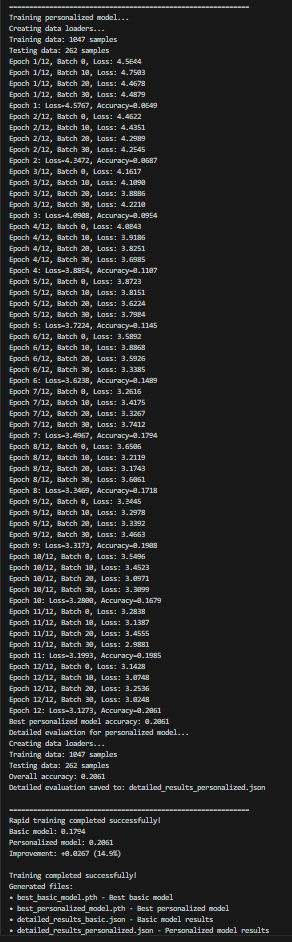 ============================================================
Training personalized model...
Creating data loaders...
Training data: 1047 samples
Testing data: 262 samples
Epoch 1/12, Batch 0, Loss: 4.5644
Epoch 1/12, Batch 10, Loss: 4.7503
Epoch 1/12, Batch 20, Loss: 4.4678
Epoch 1/12, Batch 30, Loss: 4.4879
Epoch 1: Loss=4.5767, Accuracy=0.0649
Epoch 2/12, Batch 0, Loss: 4.4622
Epoch 2/12, Batch 10, Loss: 4.4351
Epoch 2/12, Batch 20, Loss: 4.2989
Epoch 2/12, Batch 30, Loss: 4.2545
Epoch 2: Loss=4.3472, Accuracy=0.0687
Epoch 3/12, Batch 0, Loss: 4.1617
Epoch 3/12, Batch 10, Loss: 4.1090
Epoch 3/12, Batch 20, Loss: 3.8886
Epoch 3/12, Batch 30, Loss: 4.2210
Epoch 3: Loss=4.0908, Accuracy=0.0954
Epoch 4/12, Batch 0, Loss: 4.0843
Epoch 4/12, Batch 10, Loss: 3.9186
Epoch 4/12, Batch 20, Loss: 3.8251
Epoch 4/12, Batch 30, Loss: 3.6985
Epoch 4: Loss=3.8854, Accuracy=0.1107
Epoch 5/12, Batch 0, Loss: 3.8723
Epoch 5/12, Batch 10, Loss: 3.8151
Epoch 5/12, Batch 20, Loss: 3.6224
Epoch 5/12, Batch 30, Loss: 3.7984
Epoch 5: Loss=3.7224, Accuracy=0.1145
Epoch 6/12, Batch 0, Loss: 3.5892
Epoch 6/12, Batch 10, Loss: 3.8868
Epoch 6/12, Batch 20, Loss: 3.5926
Epoch 6/12, Batch 30, Loss: 3.3385
Epoch 6: Loss=3.6238, Accuracy=0.1489
Epoch 7/12, Batch 0, Loss: 3.2616
Epoch 7/12, Batch 10, Loss: 3.4175
Epoch 7/12, Batch 20, Loss: 3.3267
Epoch 7/12, Batch 30, Loss: 3.7412
Epoch 7: Loss=3.4967, Accuracy=0.1794
Epoch 8/12, Batch 0, Loss: 3.6506
Epoch 8/12, Batch 10, Loss: 3.2119
Epoch 8/12, Batch 20, Loss: 3.1743
Epoch 8/12, Batch 30, Loss: 3.6061
Epoch 8: Loss=3.3469, Accuracy=0.1718
Epoch 9/12, Batch 0, Loss: 3.3445
Epoch 9/12, Batch 10, Loss: 3.2978
Epoch 9/12, Batch 20, Loss: 3.3392
Epoch 9/12, Batch 30, Loss: 3.4663
Epoch 9: Loss=3.3173, Accuracy=0.1908
Epoch 10/12, Batch 0, Loss: 3.5496
Epoch 10/12, Batch 10, Loss: 3.4523
Epoch 10/12, Batch 20, Loss: 3.0971
Epoch 10/12, Batch 30, Loss: 3.3099
Epoch 10: Loss=3.2800, Accuracy=0.1679
Epoch 11/12, Batch 0, Loss: 3.2838
Epoch 11/12, Batch 10, Loss: 3.1387
Epoch 11/12, Batch 20, Loss: 3.4555
Epoch 11/12, Batch 30, Loss: 2.9881
Epoch 11: Loss=3.1993, Accuracy=0.1985
Epoch 12/12, Batch 0, Loss: 3.1428
Epoch 12/12, Batch 10, Loss: 3.0748
Epoch 12/12, Batch 20, Loss: 3.2536
Epoch 12/12, Batch 30, Loss: 3.0248
Epoch 12: Loss=3.1273, Accuracy=0.2061
Best personalized model accuracy: 0.2061
Detailed evaluation for personalized model...
Creating data loaders...
Training data: 1047 samples
Testing data: 262 samples
Overall accuracy: 0.2061
Detailed evaluation saved to: detailed_results_personalized.json
============================================================
Rapid training completed successfully!
Basic model: 0.1794
Personalized model: 0.2061
Improvement: +0.0267 (14.9%)
Training completed successfully!
Generated files:
• best_basic_model.pth - Best basic model
• best_personalized_model.pth - Best personalized model
• detailed_results_basic.json - Basic model results
• detailed_results_personalized.json - Personalized model results